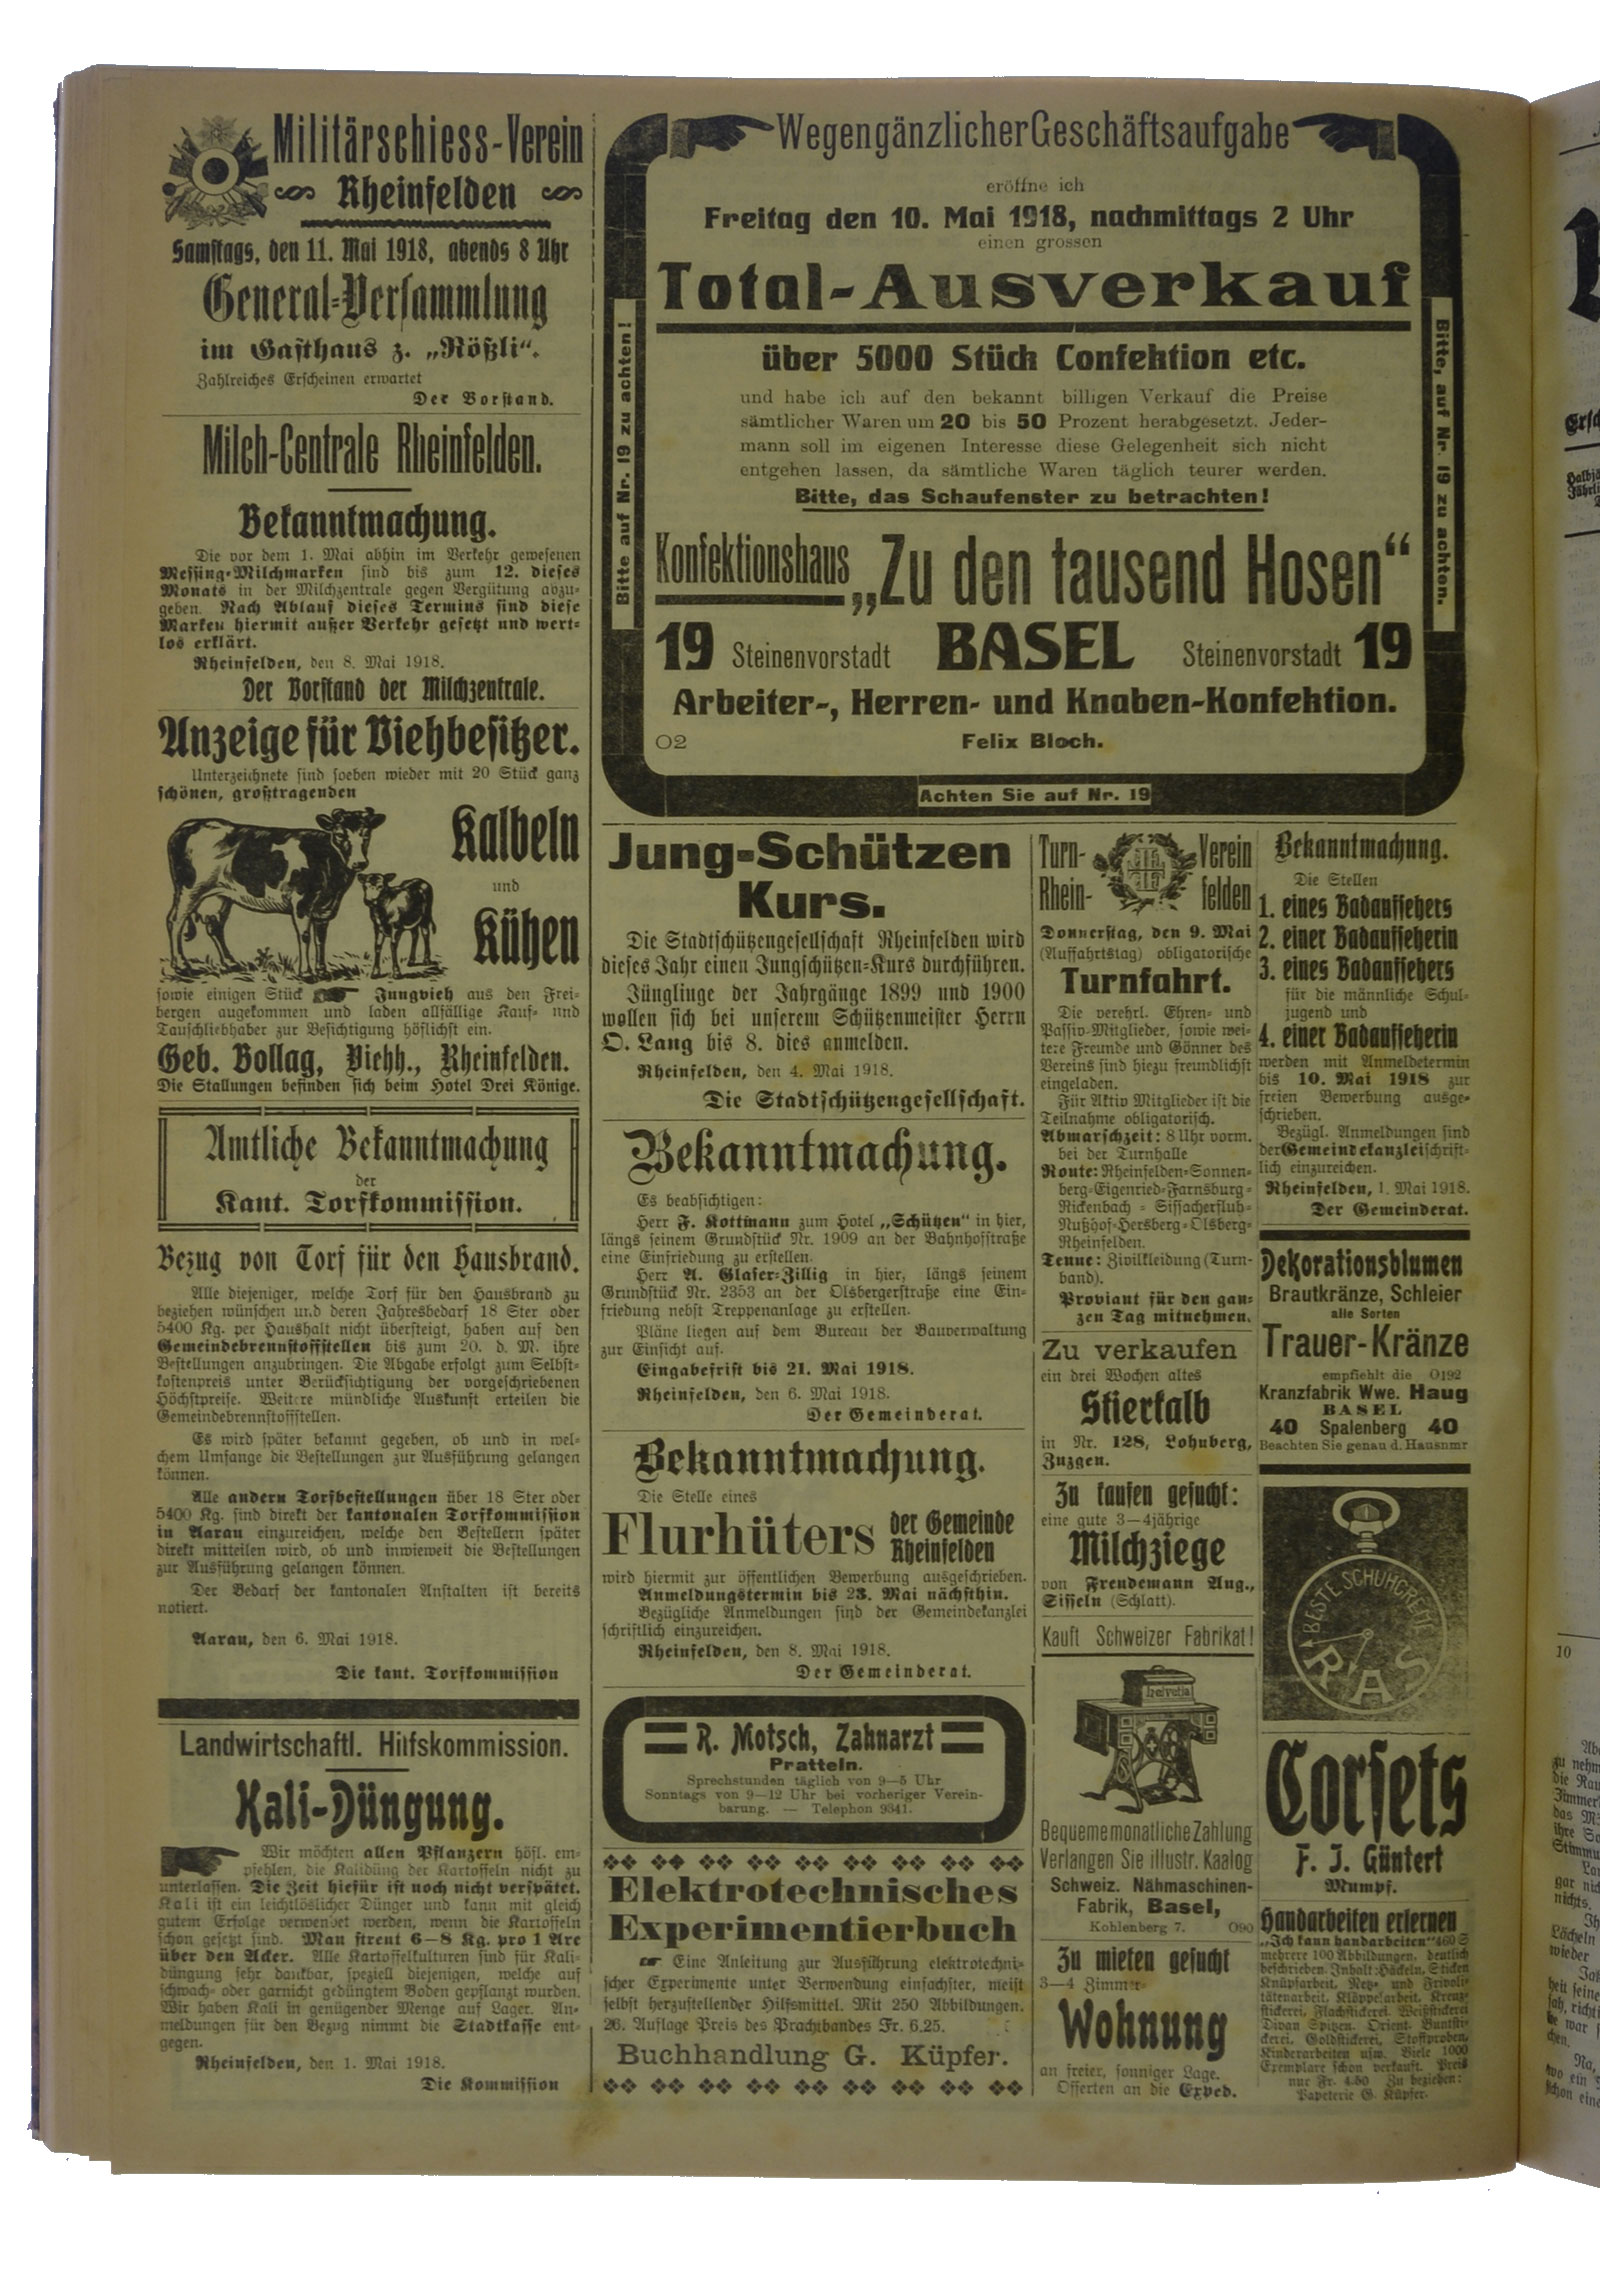 Militärschiess-Verein
Rheinfelden
Samstags, den 11. Mai 1918, abends 8 Uhr
General-Versammlung
im Gasthaus z. „Rößli“.
Zahlreiches Erscheinen erwartet
Der Vorstand.
Milch-Centrale Rheinfelden.
Bekanntmachung.
Die vor dem 1. Mai abhin im Verkehr gewesenen
Messing-Milchmarken sind bis zum 12. dieses
Monats in der Milchzentrale gegen Vergütung abzu-
geben. Nach Ablauf dieses Termins sind diese
Marken hiermit außer Verkehr gesetzt und wert-
los erklärt.
Rheinfelden, den 8. Mai 1918.
Der Vorstand der Milchzentrale.
Anzeige für Viehbesitzer.
Unterzeichnete sind soeben wieder mit 20 Stück ganz
schönen, großtragenden
Kalbeln
und
Kühen
sowie einigen Stück Jungvieh aus den Frei-
bergen angekommen und laden allfällige Kauf- und
Tauschliebhaber zur Besichtigung höflichst ein.
Geb. Bollag, Viehh., Rheinfelden.
Die Stallungen befinden sich beim Hotel Drei Könige.
Amtliche Bekanntmachung
der
Kant. Torfkommission.
Bezug von Torf für den Hausbrand.
Alle diejeniger, welche Torf für den Hausbrand zu
beziehen wünschen und deren Jahresbedarf 18 Ster oder
5400 Kg. per Haushalt nicht übersteigt, haben auf den
Gemeindebrennstoffstellen bis zum 20. d. M. ihre
Bestellungen anzubringen. Die Abgabe erfolgt zum Selbst-
kostenpreis unter Berücksichtigung der vorgeschriebenen
Höchstpreise. Weitere mündliche Auskunft erteilen die
Gemeindebrennstoffstellen.
Es wird später bekannt gegeben, ob und in wel-
chem Umfange die Bestellungen zur Ausführung gelangen
können.
Alle andern Torfbestellungen über 18 Ster oder
5400 Kg. sind direkt der kantonalen Torfkommission
in Aarau einzureichen, welche den Bestellern später
direkt mitteilen wird, ob und inwieweit die Bestellungen
zur Ausführung gelangen können.
Der Bedarf der kantonalen Anstalten ist bereits
notiert.
Aarau, den 6. Mai 1918.
Die kant. Torfkommission
Landwirtschaftl. Hilfskommission.
Kali-Düngung.
Wir möchten allen Pflanzern höfl. em-
pfehlen, die Kalidüng der Kartoffeln nicht zu
unterlassen. Die Zeit hiefür ist noch nicht verspätet.
Kali ist ein leichtlöslicher Dünger und kann mit gleich
gutem Erfolge verwendet werden, wenn die Kartoffeln
schon gesetzt sind. Man streut 6—8 Kg. pro 1 Are
über den Acker. Alle Kartoffelkulturen sind für Kali-
düngung sehr dankbar, speziell diejenigen, welche auf
schwach- oder garnicht gedüngtem Boden gepflanzt wurden.
Wir haben Kali in genügender Menge auf Lager. An-
meldungen für den Bezug nimmt die Stadtkasse ent-
gegen.
Rheinfelden, den 1. Mai 1918.
Die Kommission
Wegen gänzlicher Geschäftsaufgabe
eröffne ich
Freitag den 10. Mai 1918, nachmittags 2 Uhr
einen grossen
Total-Ausverkauf
über 5000 Stück Confektion etc.
und habe ich auf den bekannt billigen Verkauf die Preise
sämtlicher Waren um 20 bis 50 Prozent herabgesetzt. Jeder-
mann soll im eigenen Interesse diese Gelegenheit sich nicht
entgehen lassen, da sämtliche Waren täglich teurer werden.
Bitte, das Schaufenster zu betrachten!
Konfektionshaus „Zu den tausend Hosen“
19 Steinenvorstadt BASEL Steinenvorstadt 19
Arbeiter-, Herren- und Knaben-Konfektion.
O2 Felix Bloch.
Bitte auf Nr. 19 zu achten!
Bitte, auf Nr. 19 zu achten.
Achten Sie auf Nr. 19
Jung-Schützen
Kurs.
Die Stadtschützengesellschaft Rheinfelden wird
dieses Jahr einen Jungschützen-Kurs durchführen.
Jünglinge der Jahrgänge 1899 und 1900
wollen sich bei unserem Schützenmeister Herrn
O. Lang bis 8. dies anmelden.
Rheinfelden, den 4. Mai 1918.
Die Stadtschützengesellschaft.
Bekanntmachung.
Es beabsichtigen:
Herr F. Kottmann zum Hotel „Schützen“ in hier,
längs seinem Grundstück Nr. 1909 an der Bahnhofstraße
eine Einfriedung zu erstellen.
Herr A. Glaser-Zillig in hier, längs seinem
Grundstück Nr. 2353 an der Olsbergerstraße eine Ein-
friedung nebst Treppenanlage zu erstellen.
Pläne liegen auf dem Bureau der Bauverwaltung
zur Einsicht auf.
Eingabefrist bis 21. Mai 1918.
Rheinfelden, den 6. Mai 1918.
Der Gemeinderat.
Bekanntmachung.
Die Stelle eines
Flurhüters der Gemeinde
Rheinfelden
wird hiermit zur öffentlichen Bewerbung ausgeschrieben.
Anmeldungstermin bis 23. Mai nächsthin.
Bezügliche Anmeldungen sind der Gemeindekanzlei
schriftlich einzureichen.
Rheinfelden, den 8. Mai 1918.
Der Gemeinderat.
R. Motsch, Zahnarzt
Pratteln.
Sprechstunden täglich von 9—5 Uhr
Sonntags von 9—12 Uhr bei vorheriger Verein-
barung. — Telephon 9341.
Elektrotechnisches
Experimentierbuch
Eine Anleitung zur Ausführung elektrotechni-
scher Experimente unter Verwendung einfachster, meist
selbst herzustellender Hilfsmittel. Mit 250 Abbildungen.
26. Auflage Preis des Prachtbandes Fr. 6.25.
Buchhandlung G. Küpfer.
Turn- Verein
Rhein- felden
Donnerstag, den 9. Mai
(Auffahrtstag) obligatorische
Turnfahrt.
Die verehrl. Ehren- und
Passiv-Mitglieder, sowie wei-
tere Freunde und Gönner des
Vereins sind hiezu freundlichst
eingeladen.
Für Aktiv Mitglieder ist die
Teilnahme obligatorisch.
Abmarschzeit: 8 Uhr vorm.
bei der Turnhalle
Route: Rheinfelden-Sonnen-
berg-Eigenried-Farnsburg-
Rickenbach - Sissacherfluh-
Nußhof-Hersberg-Olsberg-
Rheinfelden.
Tenue: Zivilkleidung (Turn-
band).
Proviant für den gan-
zen Tag mitnehmen.
Zu verkaufen
ein drei Wochen altes
Stierkalb
in Nr. 128, Lohnberg,
Zuzgen.
Zu kaufen gesucht:
eine gute 3—4jährige
Milchziege
von Freudemann Aug.,
Sisseln (Schlatt).
Kauft Schweizer Fabrikat!
Helvetia
Bequeme monatliche Zahlung
Verlangen Sie illustr. Kaalog
Schweiz. Nähmaschinen-
Fabrik, Basel,
Kohlenberg 7. O90
Zu mieten gesucht
3—4 Zimmer-
Wohnung
an freier, sonniger Lage.
Offerten an die Exped.
Bekanntmachung.
Die Stellen
1. eines Badaufsehers
2. einer Badaufseherin
3. eines Badaufsehers
für die männliche Schul-
jugend und
4. einer Badaufseherin
werden mit Anmeldetermin
bis 10. Mai 1918 zur
freien Bewerbung ausge-
schrieben.
Bezügl. Anmeldungen sind
der Gemeindekanzlei schrift-
lich einzureichen.
Rheinfelden, 1. Mai 1918.
Der Gemeinderat.
Dekorationsblumen
Brautkränze, Schleier
alle Sorten
Trauer-Kränze
empfiehlt die O192
Kranzfabrik Wwe. Haug
BASEL
40 Spalenberg 40
Beachten Sie genau d. Hausnmr
BESTE SCHUHCREME
RAS
Corsets
F. J. Güntert
Mumpf.
Handarbeiten erlernen
„Ich kann handarbeiten“ 460 S
mehrere 100 Abbildungen, deutlich
beschrieben. Inhalt: Häckeln, Sticken
Knüpfarbeit, Netz- und Frivoli-
tätenarbeit, Klöppelarbeit, Kreuz-
stickerei, Flachstickerei, Weißstickerei
Divan Spitzen. Orient. Buntsti-
ckerei, Goldstickerei, Stoffproben,
Kinderarbeiten usw. Viele 1000
Exemplare schon verkauft. Preis
nur Fr. 4.50 Zu beziehen:
Papeterie G. Küpfer.
10